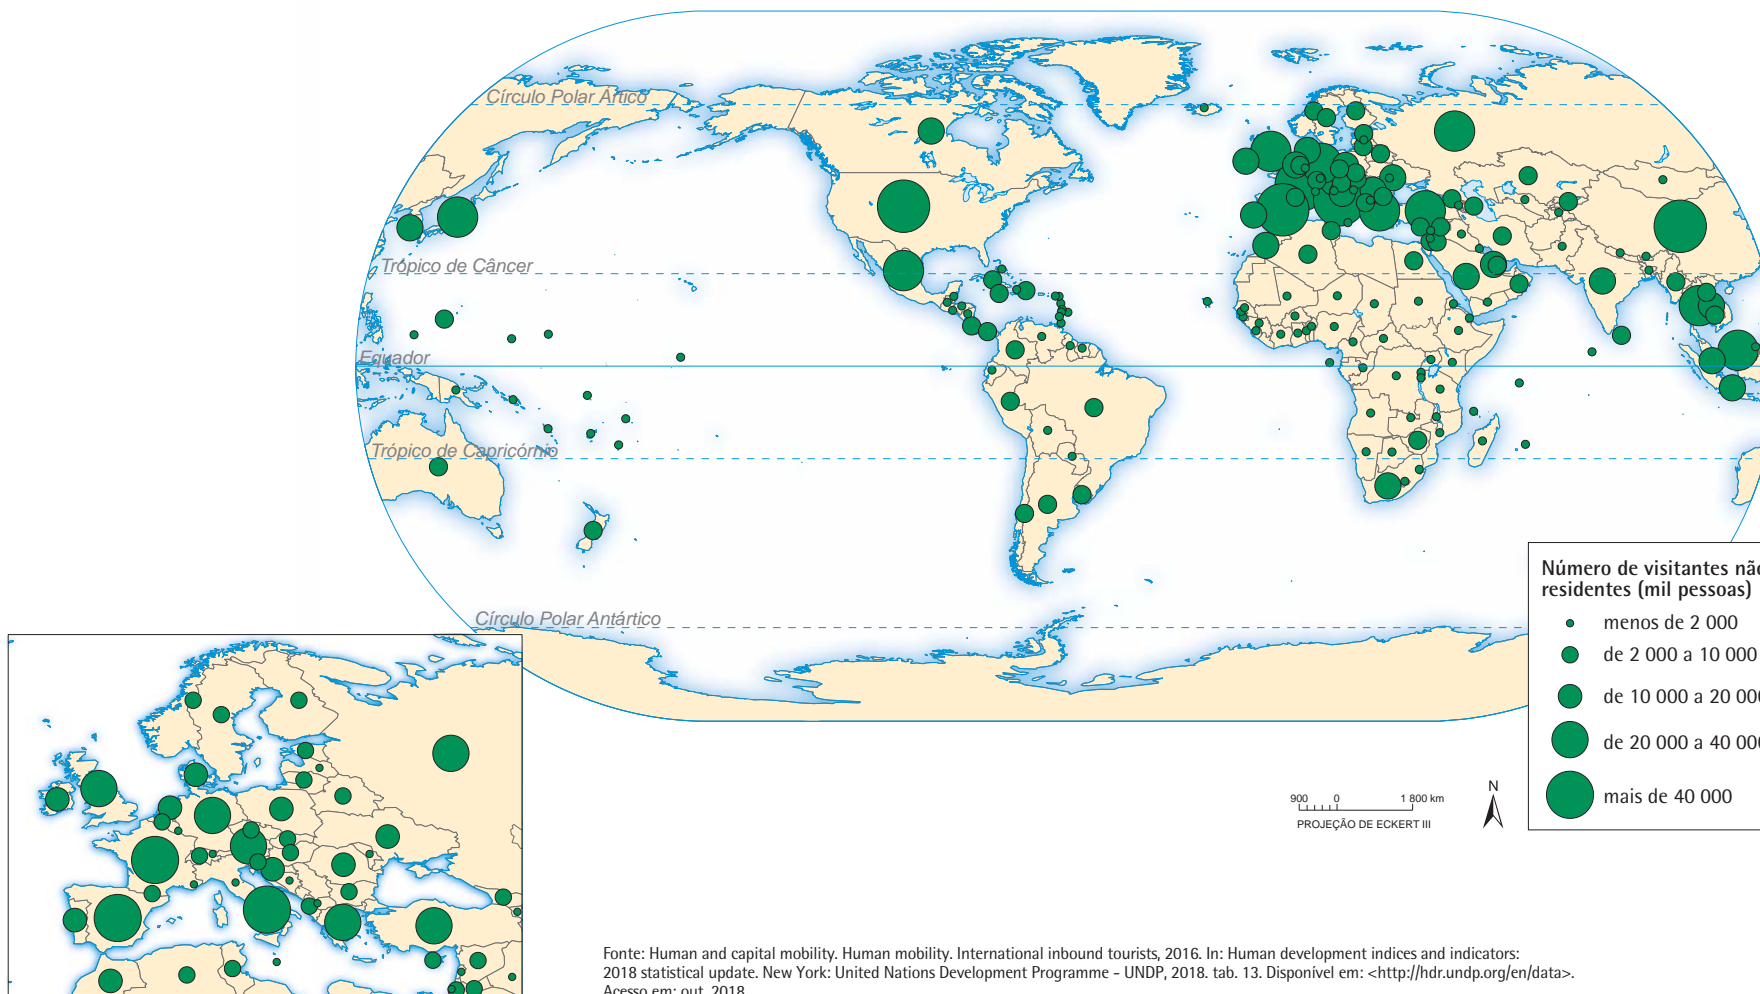 Círculo Polar Ártico
Trópico de Câncer
Equador
Trópico de Capricórnio
Círculo Polar Antártico
Número de visitantes não
residentes (mil pessoas)
menos de 2 000
de 2 000 a 10 000
de 10 000 a 20 000
de 20 000 a 40 000
mais de 40 000
900 0 1 800 km
PROJEÇÃO DE ECKERT III
N
Fonte: Human and capital mobility. Human mobility. International inbound tourists, 2016. In: Human development indices and indicators:
2018 statistical update. New York: United Nations Development Programme - UNDP, 2018. tab. 13. Disponível em: <http://hdr.undp.org/en/data>.
Acesso em: out. 2018